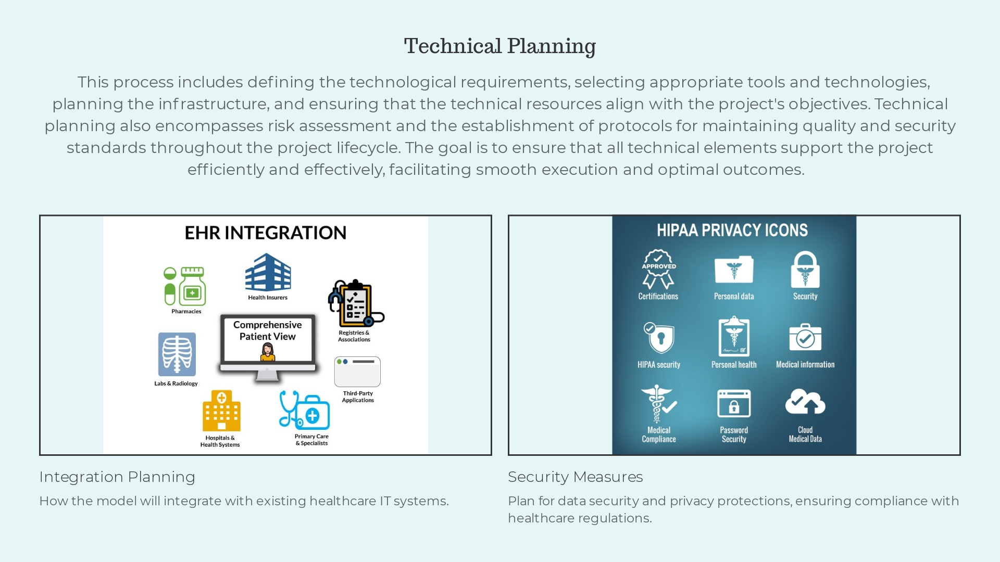 Technical Planning
This process includes defining the technological requirements, selecting appropriate tools and technologies,
planning the infrastructure, and ensuring that the technical resources align with the project's objectives. Technical
planning also encompasses risk assessment and the establishment of protocols for maintaining quality and security
standards throughout the project lifecycle. The goal is to ensure that all technical elements support the project
efficiently and effectively, facilitating smooth execution and optimal outcomes.
EHR INTEGRATION
Health Insurers
Pharmacies
Comprehensive
Patient View
Registries &
Associations
Labs & Radiology
Third-Party
Applications
Hospitals &
Health Systems
Primary Care
& Specialists
HIPAA PRIVACY ICONS
APPROVED
Certifications
Personal data
Security
HIPAA security
Personal health
Medical information
Medical
Compliance
Password
Security
Cloud
Medical Data
Integration Planning
How the model will integrate with existing healthcare IT systems.
Security Measures
Plan for data security and privacy protections, ensuring compliance with
healthcare regulations.